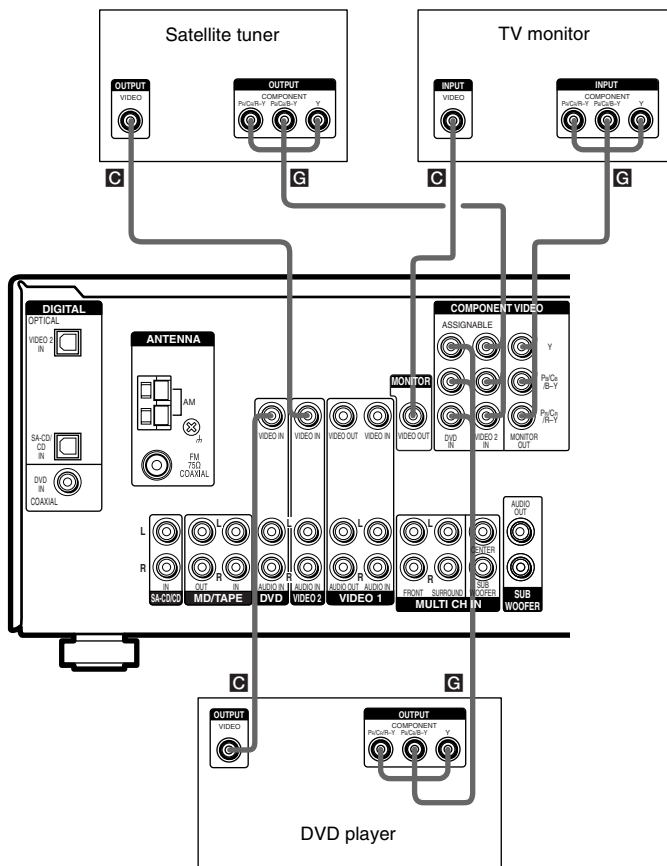 Satellite tuner
OUTPUT
VIDEO
OUTPUT
COMPONENT
PR/CR/R–Y PB/CB/B–Y Y
TV monitor
INPUT
VIDEO
INPUT
COMPONENT
PR/CR/R–Y PB/CB/B–Y Y
C
G
C
G
DIGITAL
OPTICAL
VIDEO 2
IN
SA-CD/
CD
IN
DVD
IN
COAXIAL
ANTENNA
AM
FM
75Ω
COAXIAL
VIDEO IN
VIDEO IN
VIDEO OUT
VIDEO IN
MONITOR
VIDEO OUT
COMPONENT VIDEO
ASSIGNABLE
Y
PB/CB
/B–Y
PR/CR
/R–Y
DVD
IN
VIDEO 2
IN
MONITOR
OUT
L
R
IN
SA-CD/CD
L
R
OUT
IN
MD/TAPE
AUDIO IN
DVD
L
R
AUDIO IN
VIDEO 2
L
R
AUDIO OUT
AUDIO IN
VIDEO 1
L
R
FRONT
SURROUND
CENTER
SUB
WOOFER
MULTI CH IN
AUDIO
OUT
SUB
WOOFER
C
G
OUTPUT
VIDEO
OUTPUT
COMPONENT
PR/CR/R–Y PB/CB/B–Y Y
DVD player